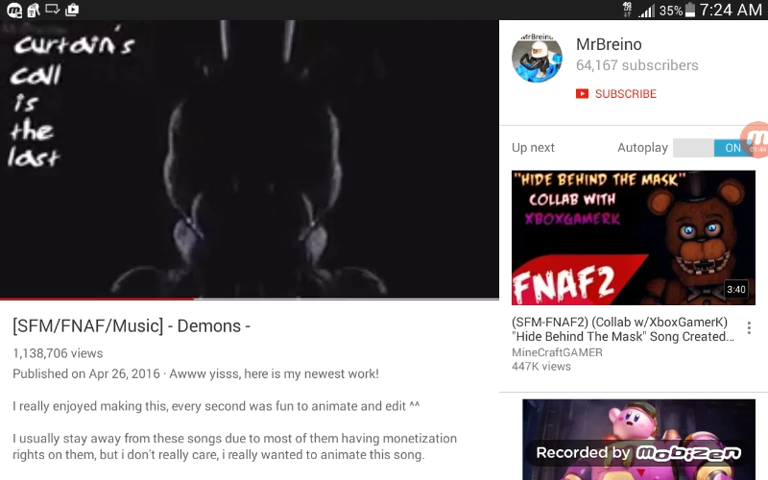 4G 35% 7:24 AM
curtain's
call
is
the
last
MrBreino
MrBreino
64,167 subscribers
SUBSCRIBE
Up next Autoplay ON
"HIDE BEHIND THE MASK"
COLLAB WITH
XBOXGAMERK
FNAF2
3:40
(SFM-FNAF2) (Collab w/XboxGamerK)
"Hide Behind The Mask" Song Created...
MineCraftGAMER
447K views
[SFM/FNAF/Music] - Demons -
1,138,706 views
Published on Apr 26, 2016 · Awww yisss, here is my newest work!
I really enjoyed making this, every second was fun to animate and edit ^^
I usually stay away from these songs due to most of them having monetization
rights on them, but i don't really care, i really wanted to animate this song.
Recorded by Mobizen